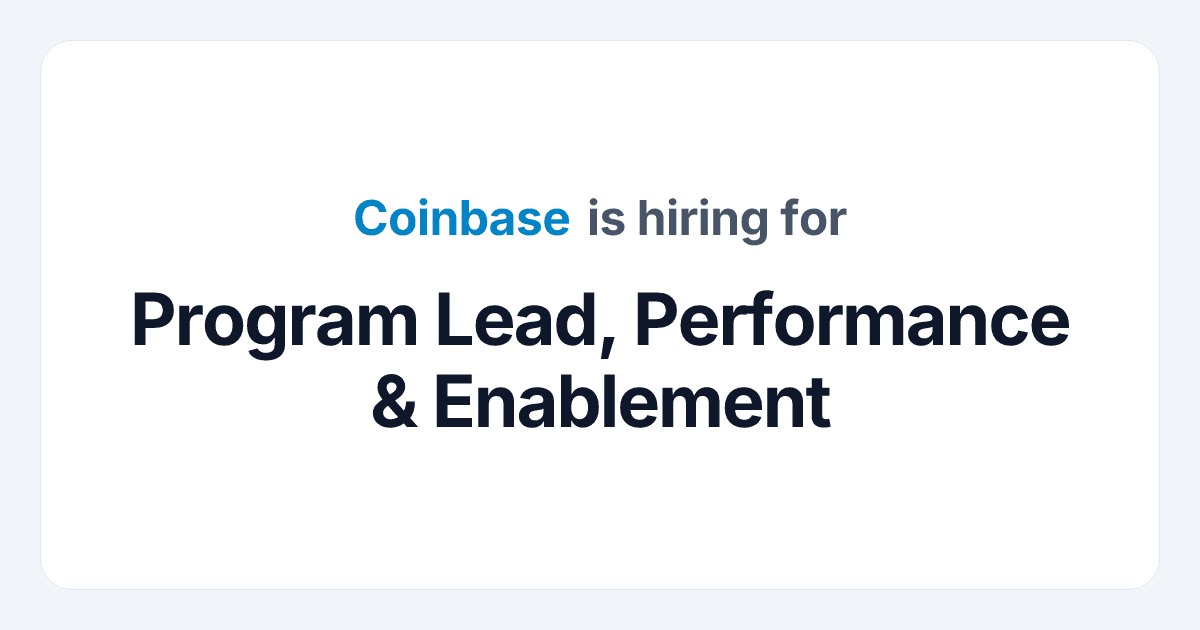 Coinbase is hiring for
Program Lead, Performance
& Enablement